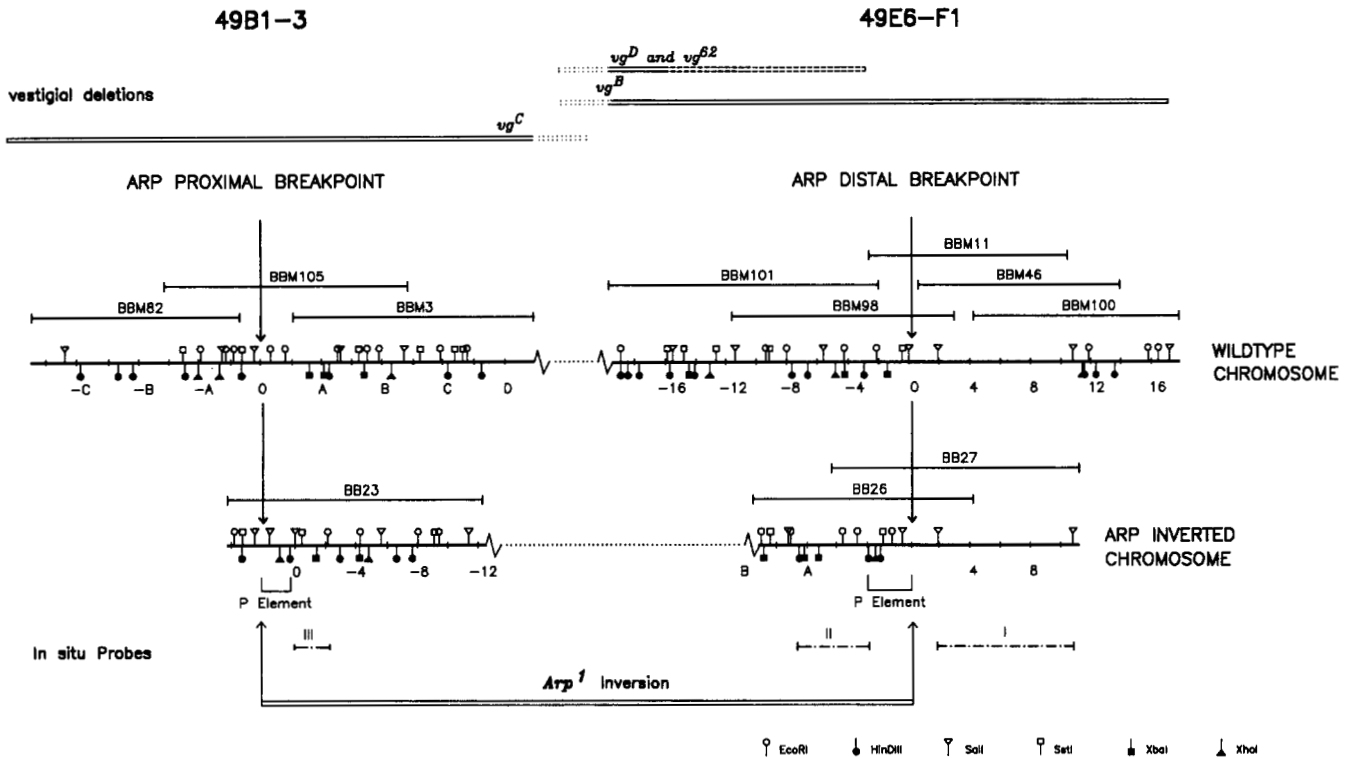 49B1-3 49E6-F1
vg^D and vg^62
vestigial deletions
vg^B
vg^C
ARP PROXIMAL BREAKPOINT ARP DISTAL BREAKPOINT
BBM11
BBM105 BBM101 BBM46
BBM82 BBM3 BBM98 BBM100
WILDTYPE
CHROMOSOME
-C -B -A 0 A B C D -16 -12 -8 -4 0 4 8 12 16
BB27
BB23 BB26
ARP INVERTED
CHROMOSOME
0 -4 -8 -12 B A 4 8
P Element P Element
III II I
In situ Probes
Arp^1 Inversion
EcoRI HinDIII SalI SstI XbaI XhoI